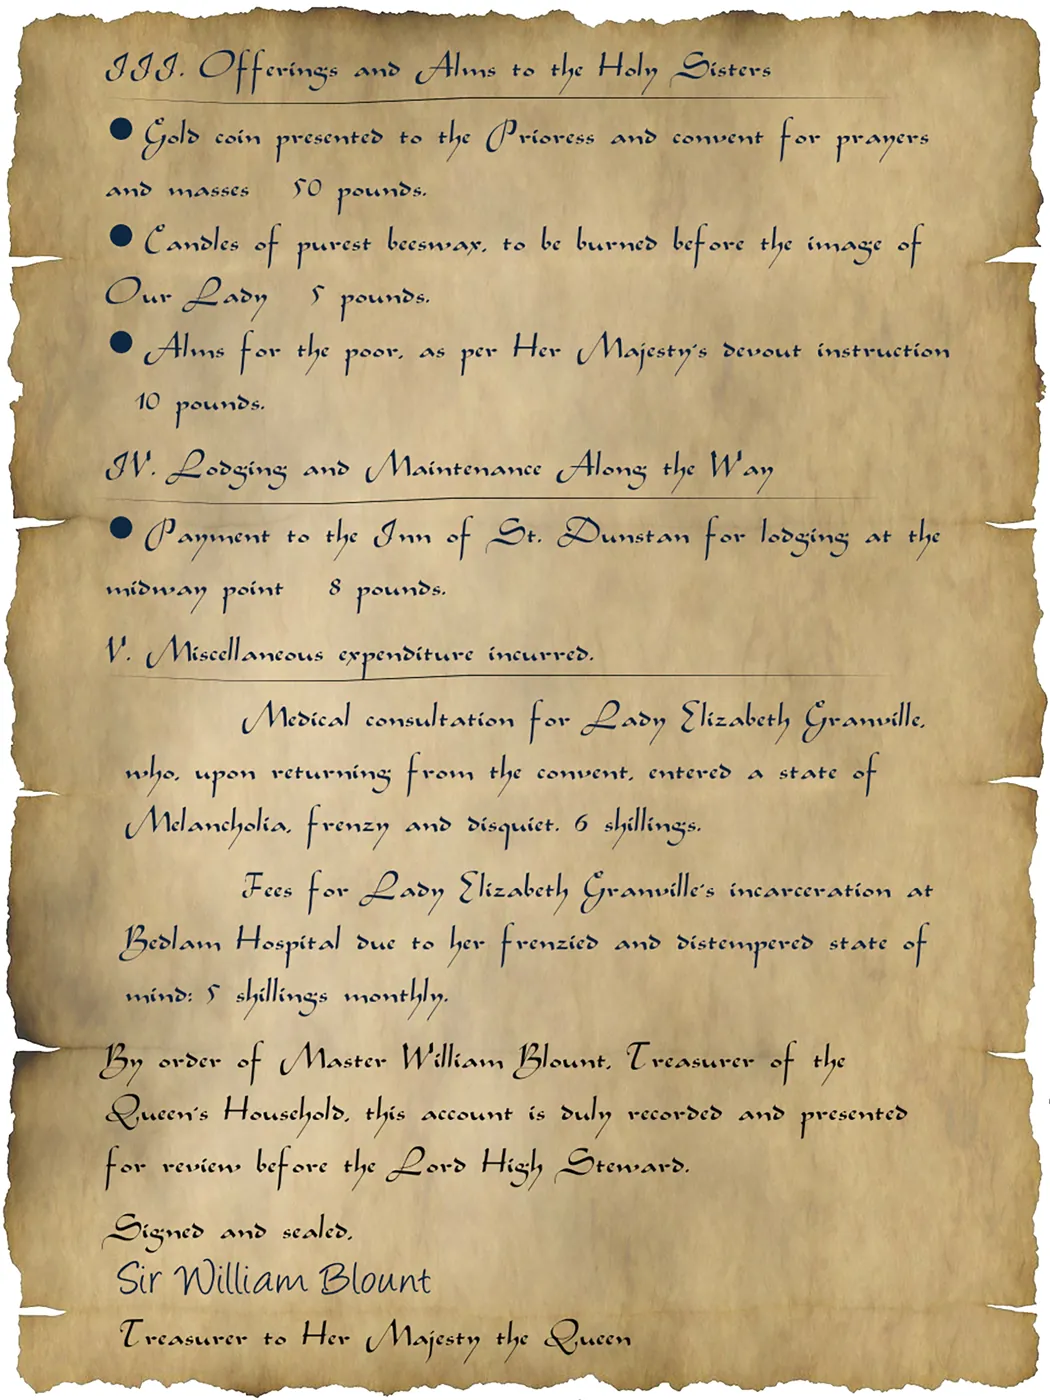 III. Offerings and Alms to the Holy Sisters
● Gold coin presented to the Prioress and convent for prayers
and masses 50 pounds.
● Candles of purest beeswax, to be burned before the image of
Our Lady 5 pounds.
● Alms for the poor, as per Her Majesty's devout instruction
10 pounds.
IV. Lodging and Maintenance Along the Way
● Payment to the Inn of St. Dunstan for lodging at the
midway point 8 pounds.
V. Miscellaneous expenditure incurred.
Medical consultation for Lady Elizabeth Granville,
who, upon returning from the convent, entered a state of
Melancholia, frenzy and disquiet. 6 shillings.
Fees for Lady Elizabeth Granville's incarceration at
Bedlam Hospital due to her frenzied and distempered state of
mind: 5 shillings monthly.
By order of Master William Blount, Treasurer of the
Queen's Household, this account is duly recorded and presented
for review before the Lord High Steward.
Signed and sealed,
Sir William Blount
Treasurer to Her Majesty the Queen